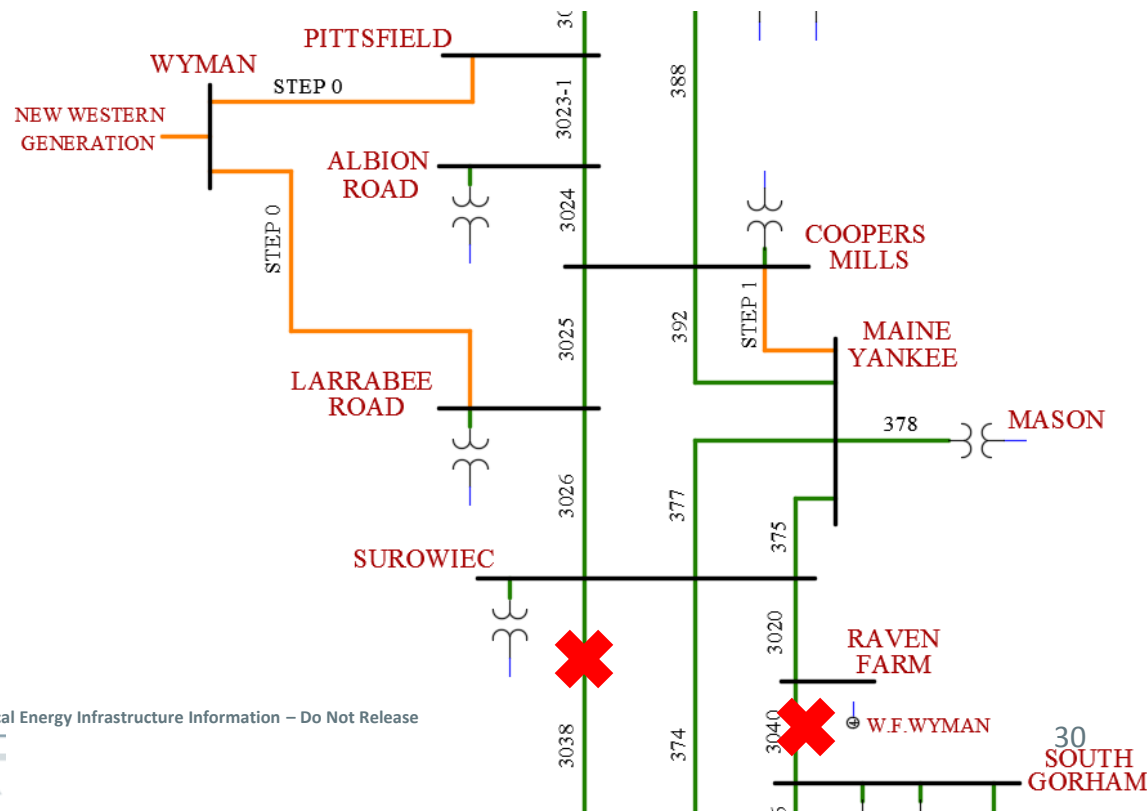 PITTSFIELD
WYMAN
STEP 0
388
NEW WESTERN
GENERATION
3023-1
ALBION
ROAD
3024
STEP 0
COOPERS
MILLS
STEP 1
3025
392
MAINE
YANKEE
LARRABEE
ROAD
378
MASON
3026
377
375
SUROWIEC
3020
RAVEN
FARM
cal Energy Infrastructure Information – Do Not Release
3038
374
3040
W.F.WYMAN
30
SOUTH
GORHAM